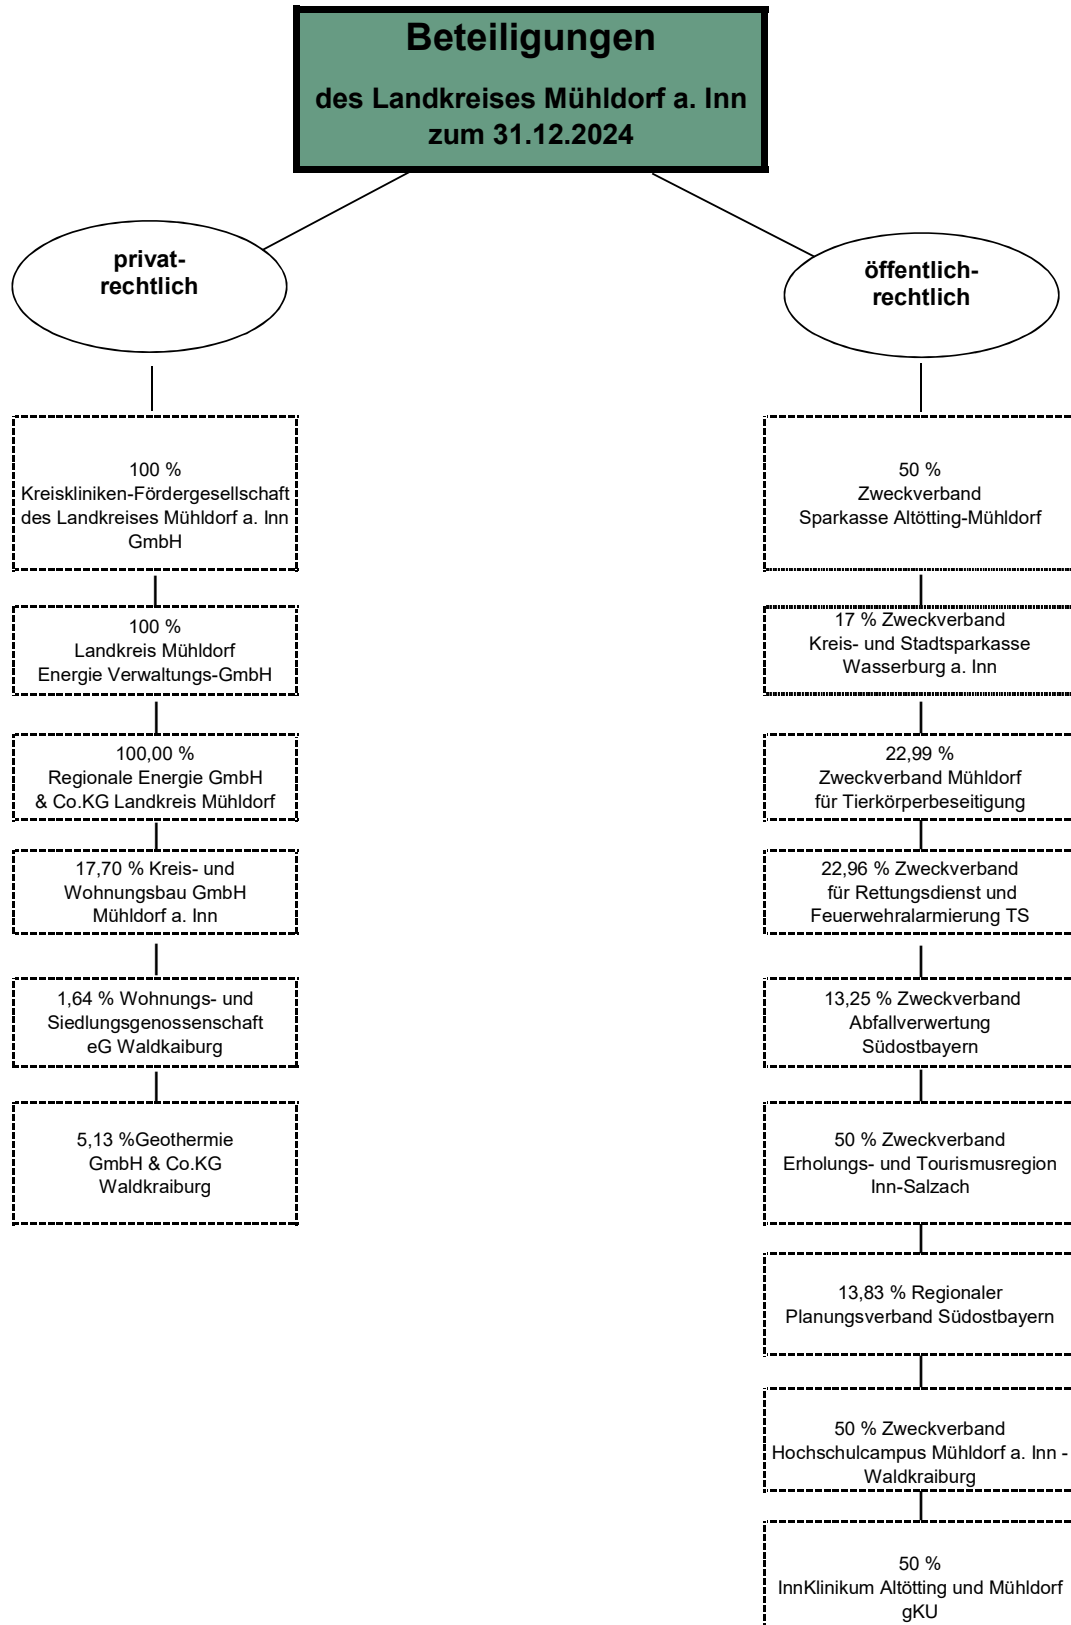 Beteiligungen
des Landkreises Mühldorf a. Inn
zum 31.12.2024
privat-
rechtlich
100 %
Kreiskliniken-Fördergesellschaft
des Landkreises Mühldorf a. Inn
GmbH
100 %
Landkreis Mühldorf
Energie Verwaltungs-GmbH
100,00 %
Regionale Energie GmbH
& Co.KG Landkreis Mühldorf
17,70 % Kreis- und
Wohnungsbau GmbH
Mühldorf a. Inn
1,64 % Wohnungs- und
Siedlungsgenossenschaft
eG Waldkaiburg
5,13 %Geothermie
GmbH & Co.KG
Waldkraiburg
öffentlich-
rechtlich
50 %
Zweckverband
Sparkasse Altötting-Mühldorf
17 % Zweckverband
Kreis- und Stadtsparkasse
Wasserburg a. Inn
22,99 %
Zweckverband Mühldorf
für Tierkörperbeseitigung
22,96 % Zweckverband
für Rettungsdienst und
Feuerwehralarmierung TS
13,25 % Zweckverband
Abfallverwertung
Südostbayern
50 % Zweckverband
Erholungs- und Tourismusregion
Inn-Salzach
13,83 % Regionaler
Planungsverband Südostbayern
50 % Zweckverband
Hochschulcampus Mühldorf a. Inn -
Waldkraiburg
50 %
InnKlinikum Altötting und Mühldorf
gKU